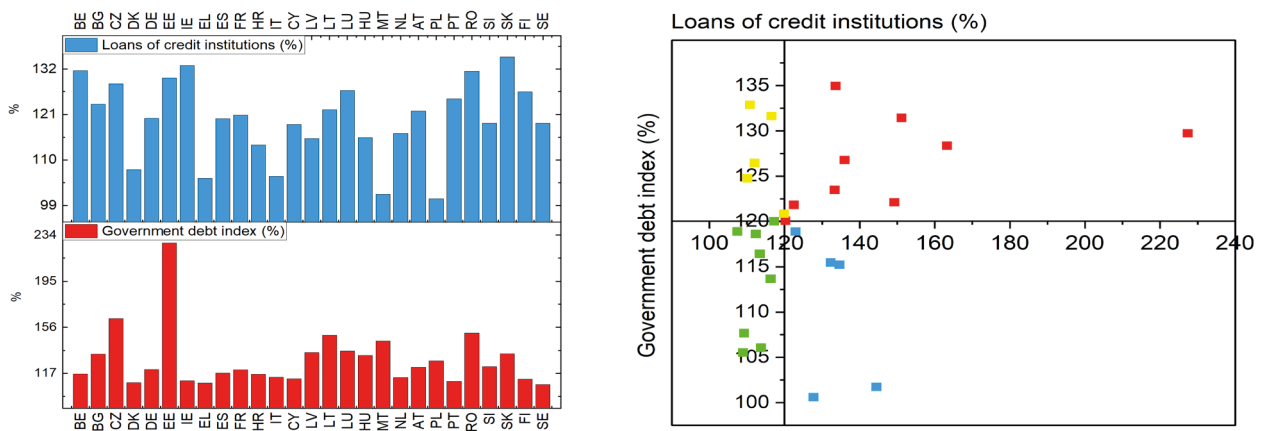 BE BG CZ DK DE EE IE EL ES FR HR IT CY LV LT LU HU MT NL AT PL PT RO SI SK FI SE
Loans of credit institutions (%)
132
121
110
99
%
Government debt index (%)
234
195
156
117
%
BE BG CZ DK DE EE IE EL ES FR HR IT CY LV LT LU HU MT NL AT PL PT RO SI SK FI SE
Loans of credit institutions (%)
Government debt index (%)
135
130
125
120
115
110
105
100
100 120 140 160 180 200 220 240